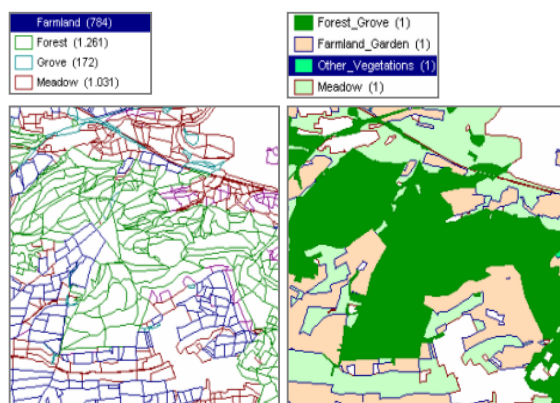 Farmland (784)
Forest (1.261)
Grove (172)
Meadow (1.031)
Forest_Grove (1)
Farmland_Garden (1)
Other_Vegetations (1)
Meadow (1)